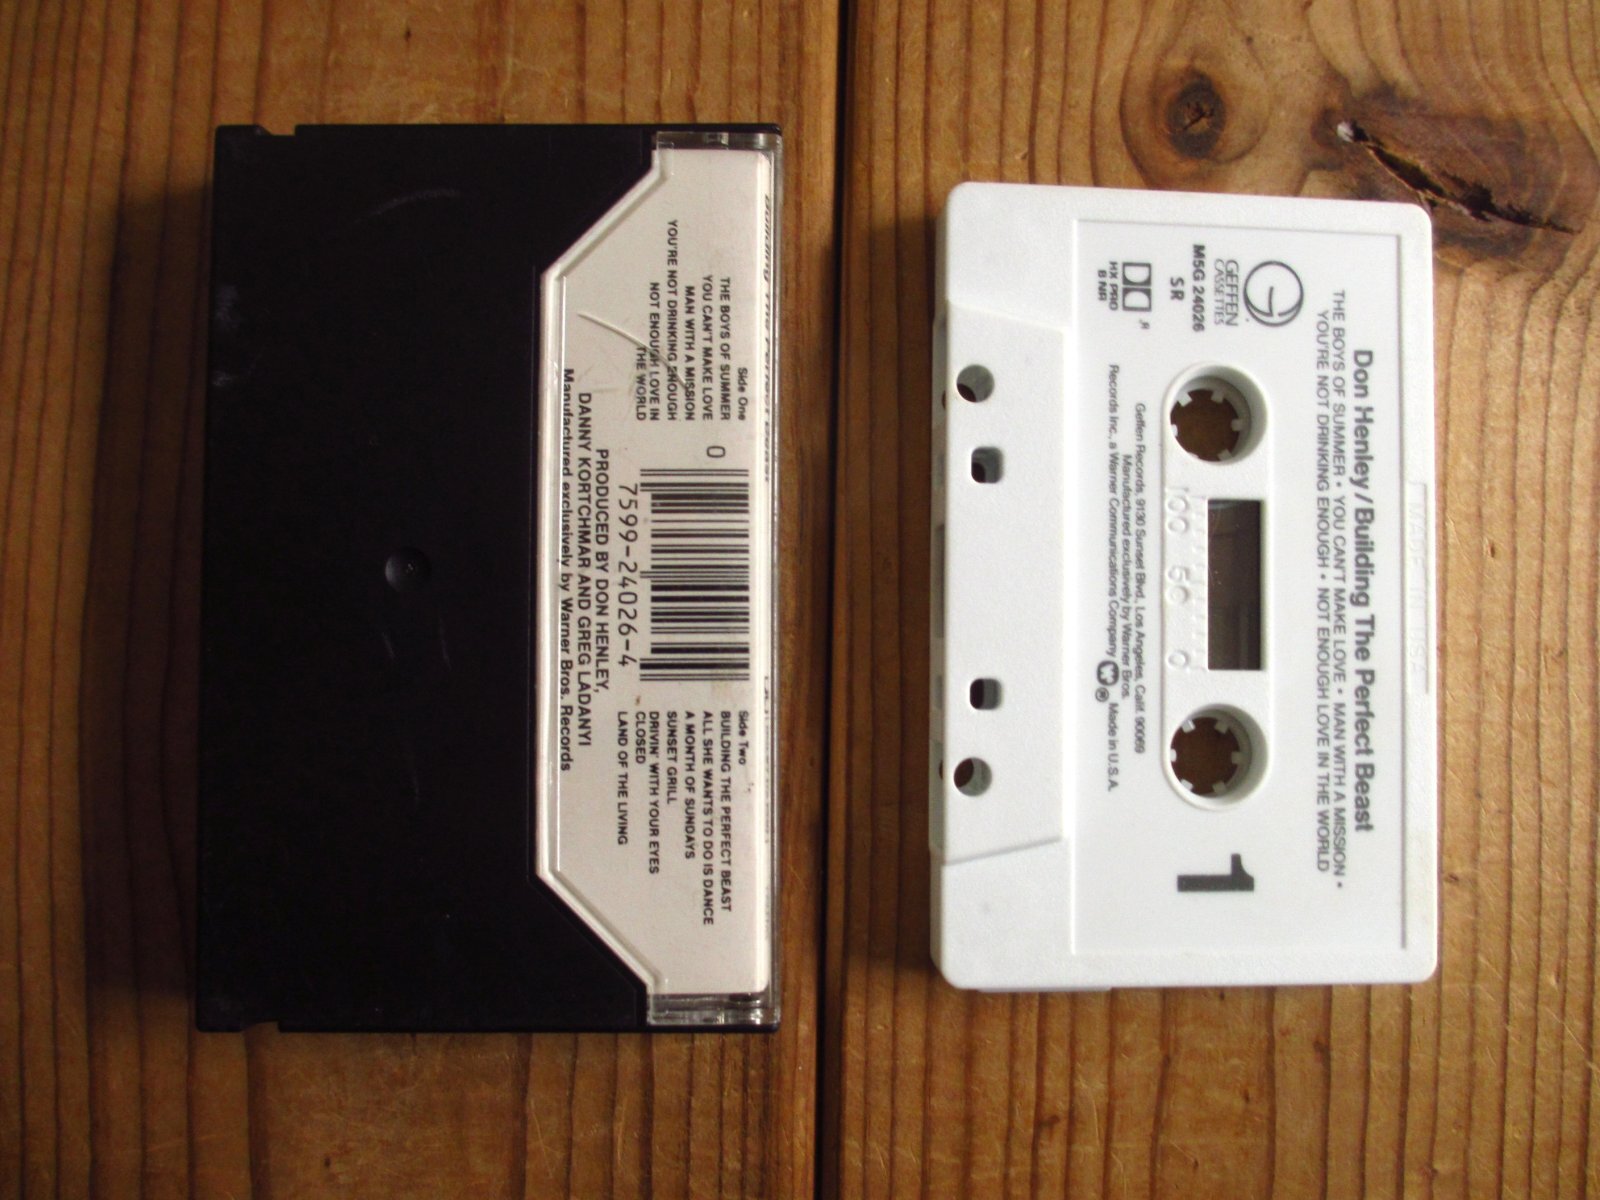 Side One
THE BOYS OF SUMMER
YOU CAN'T MAKE LOVE
MAN WITH A MISSION
YOU'RE NOT DRINKING ENOUGH
NOT ENOUGH LOVE IN
THE WORLD
0
7599-24026-4
Side Two
BUILDING THE PERFECT BEAST
ALL SHE WANTS TO DO IS DANCE
A MONTH OF SUNDAYS
SUNSET GRILL
DRIVIN' WITH YOUR EYES
CLOSED
LAND OF THE LIVING
PRODUCED BY DON HENLEY,
DANNY KORTCHMAR AND GREG LADANYI
Manufactured exclusively by Warner Bros. Records
MADE IN USA
Don Henley/Building The Perfect Beast
THE BOYS OF SUMMER • YOU CAN'T MAKE LOVE • MAN WITH A MISSION •
YOU'RE NOT DRINKING ENOUGH • NOT ENOUGH LOVE IN THE WORLD
GEFFEN
CASSETTES
M5G 24026
SR
HX PRO
B NR
1
100 50 0
Geffen Records, 9130 Sunset Blvd., Los Angeles, Calif. 90069
Manufactured exclusively by Warner Bros.
Records Inc., a Warner Communications Company ® Made in U.S.A.